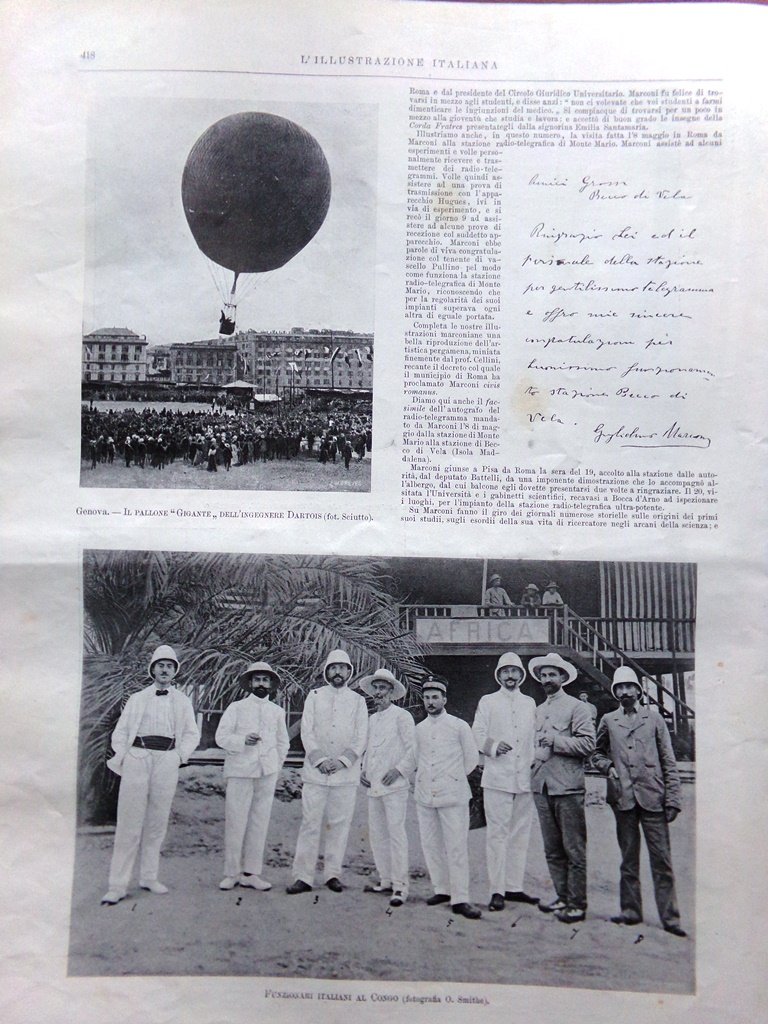 418
L'ILLUSTRAZIONE ITALIANA
Roma e dal presidente del Circolo Giuridico Universitario. Marconi fu felice di tro-
varsi in mezzo agli studenti, e disse anzi: "non ci volevate che voi studenti a farmi
dimenticare le ingiunzioni del medico." Si compiacque di trovarsi per un poco in
mezzo alla gioventù che studia e lavora; e accettò di buon grado le insegne della
Corda Fratres presentategli dalla signorina Emilia Santamaria.
Illustriamo anche, in questo numero, la visita fatta l'8 maggio in Roma da
Marconi alla stazione radio-telegrafica di Monte Mario. Marconi assistè ad alcuni
esperimenti e volle perso-
nalmente ricevere e tras-
mettere dei radio-tele-
grammi. Volle quindi as-
sistere ad una prova di
trasmissione con l'appa-
recchio Hugues, ivi in
via di esperimento, e si
recò il giorno 9 ad as-
sistere ad alcune prove di
recezione col suddetto ap-
parecchio. Marconi ebbe
parole di viva congratula-
zione col tenente di va-
scello Pullino pel modo
come funziona la stazione
radio-telegrafica di Monte
Mario, riconoscendo che
per la regolarità dei suoi
impianti superava ogni
altra di eguale portata.
Completa le nostre illu-
strazioni marconiane una
bella riproduzione dell'ar-
tistica pergamena, miniata
finemente dal prof. Cellini,
recante il decreto col quale
il municipio di Roma ha
proclamato Marconi civis
romanus.
Diamo qui anche il fac-
simile dell'autografo del
radio-telegramma manda-
to da Marconi l'8 di mag-
gio dalla stazione di Monte
Mario alla stazione di Bec-
co di Vela (Isola Mad-
dalena).
Becco di Vela
Ringrazio Lei ed il
personale della stazione
per gentilissimo telegramma
e offro mie sincere
congratulazioni per
buonissimo funzionamen
to stazione Becco di
Vela.
Guglielmo Marconi
Marconi giunse a Pisa da Roma la sera del 19, accolto alla stazione dalle auto-
rità, dal deputato Battelli, da una imponente dimostrazione che lo accompagnò al-
l'albergo, dal cui balcone egli dovette presentarsi due volte a ringraziare. Il 20, vi-
sitata l'Università e i gabinetti scientifici, recavasi a Bocca d'Arno ad ispezionare
i luoghi, per l'impianto della stazione radio-telegrafica ultra-potente.
Su Marconi fanno il giro dei giornali numerose storielle sulle origini dei primi
suoi studii, sugli esordii della sua vita di ricercatore negli arcani della scienza; e
Genova. — IL PALLONE "GIGANTE" DELL'INGEGNERE DARTOIS (fot. Sciutto).
AFRICA
1 2 3 4 5 6 7 8
FUNZIONARI ITALIANI AL CONGO (fotografia O. Smithe).